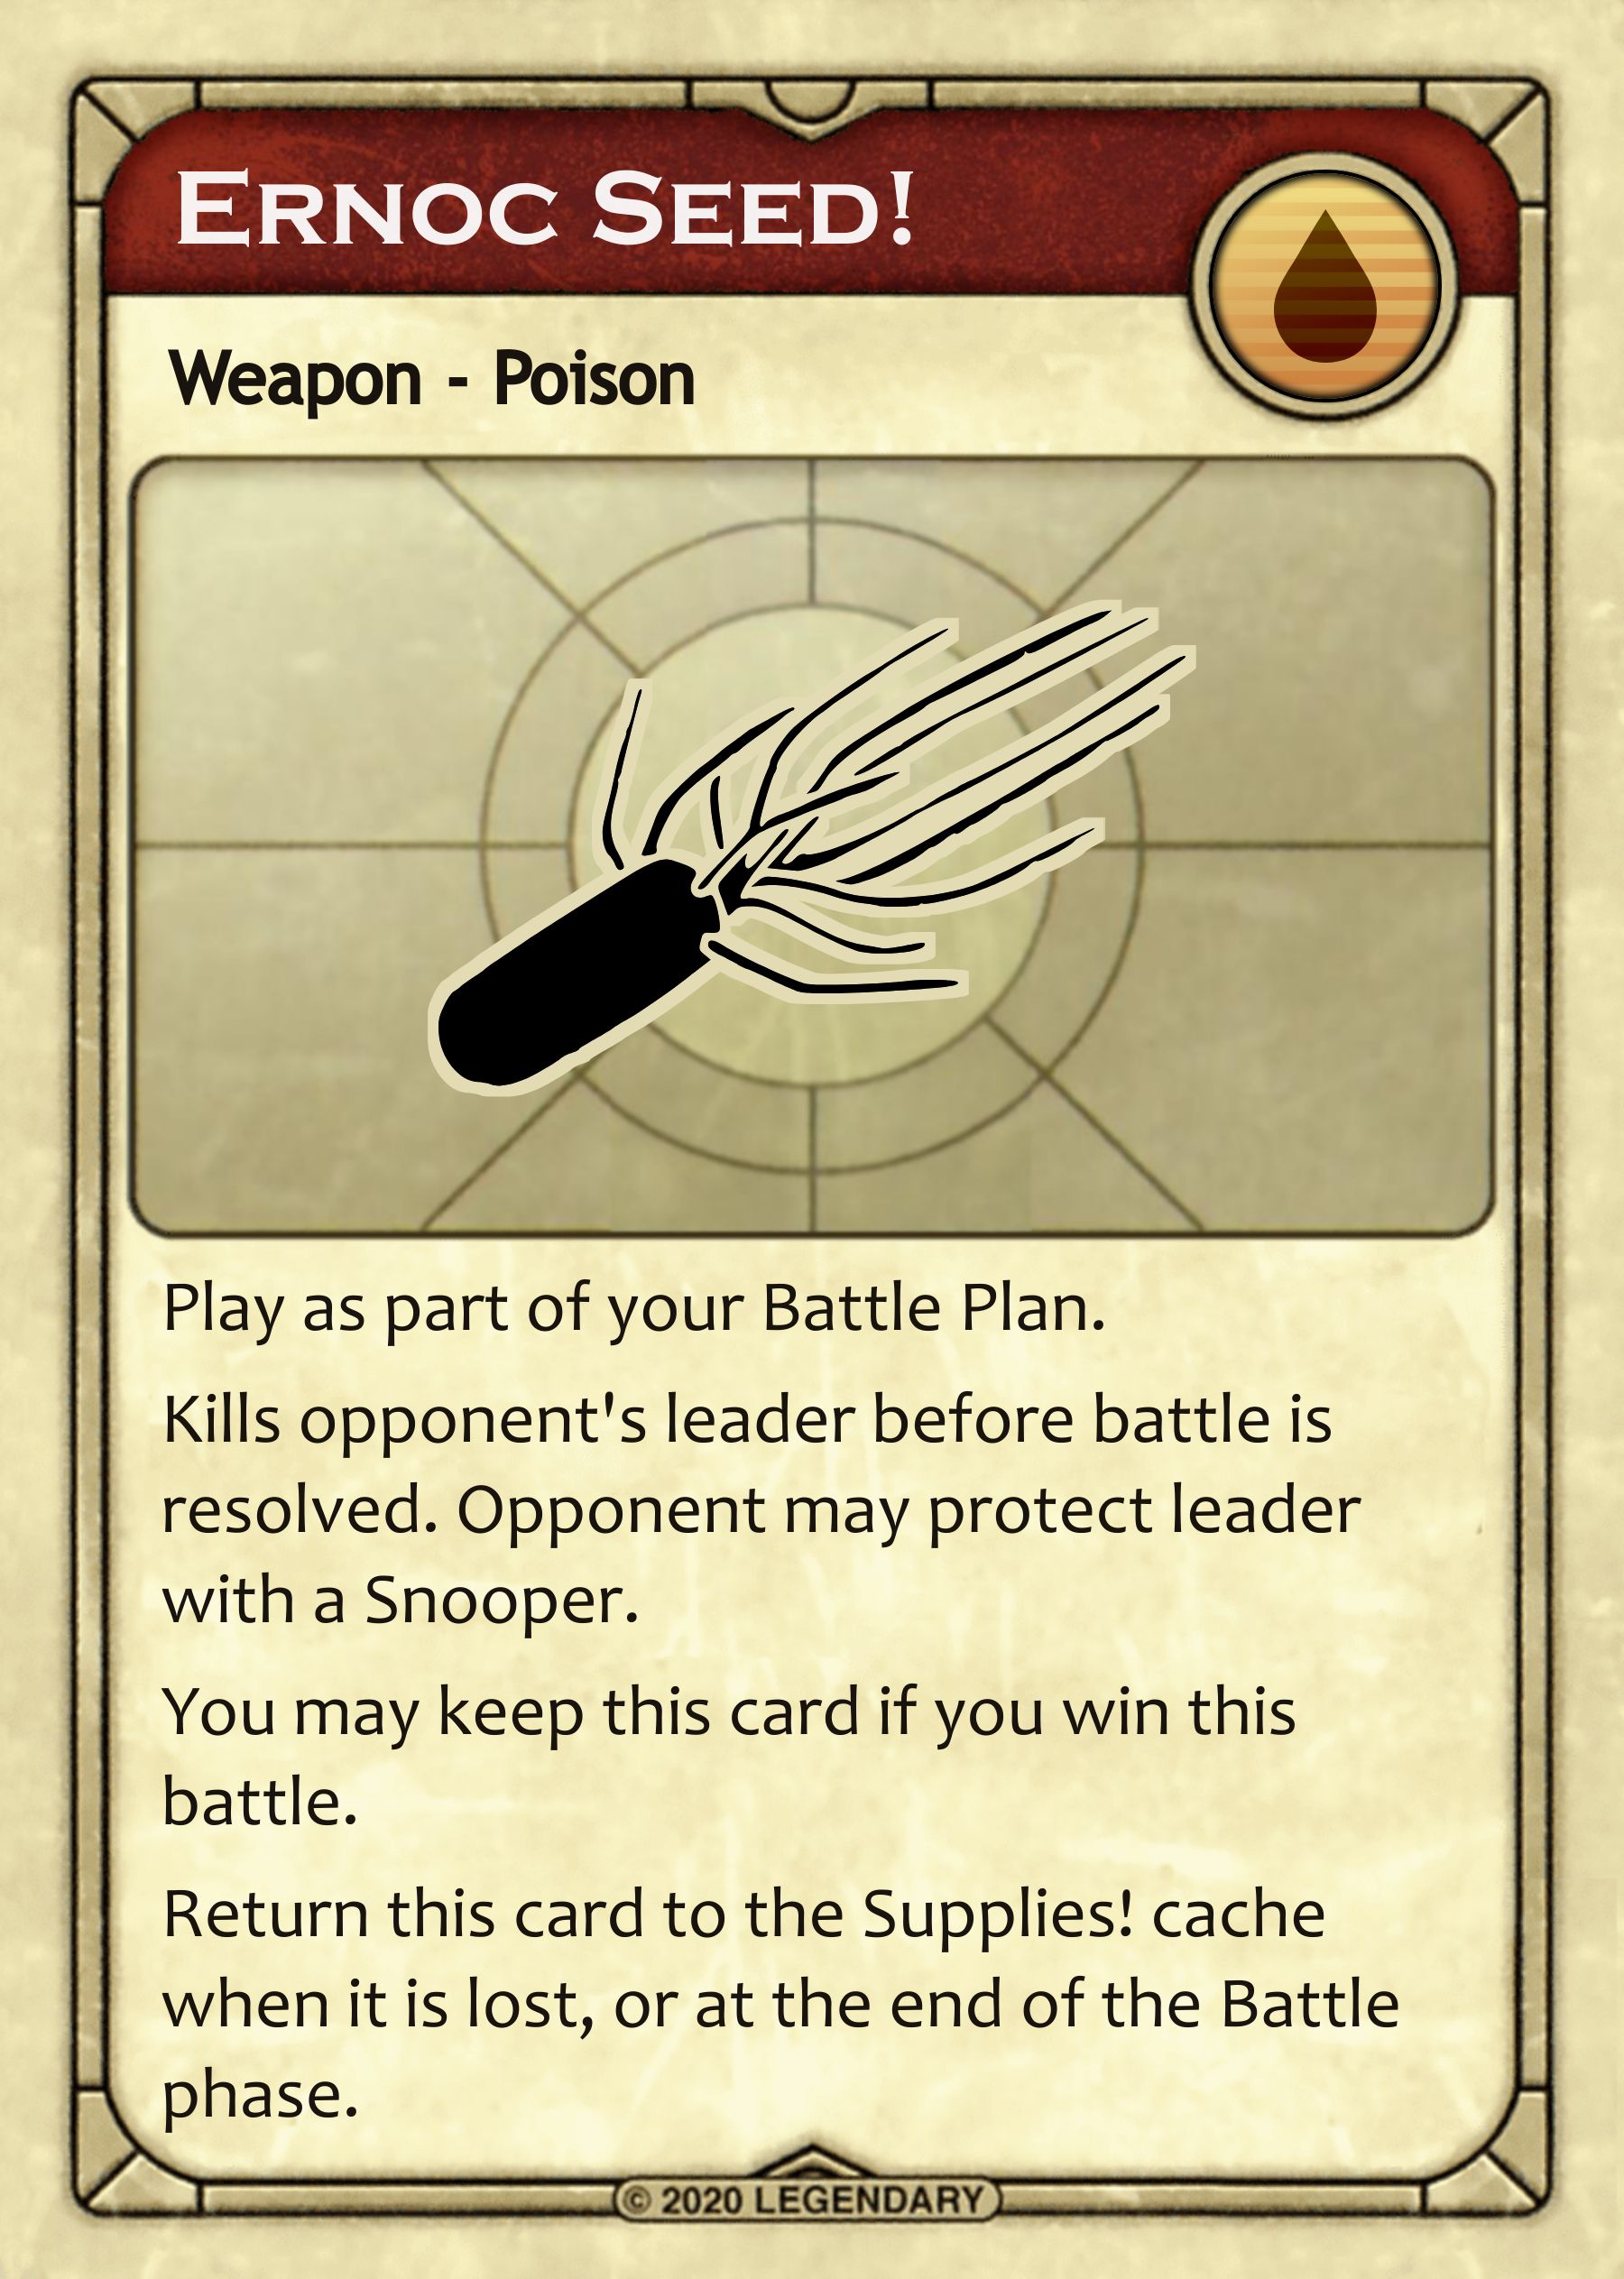 Ernoc Seed!
Weapon - Poison
Play as part of your Battle Plan.
Kills opponent's leader before battle is
resolved. Opponent may protect leader
with a Snooper.
You may keep this card if you win this
battle.
Return this card to the Supplies! cache
when it is lost, or at the end of the Battle
phase.
© 2020 LEGENDARY